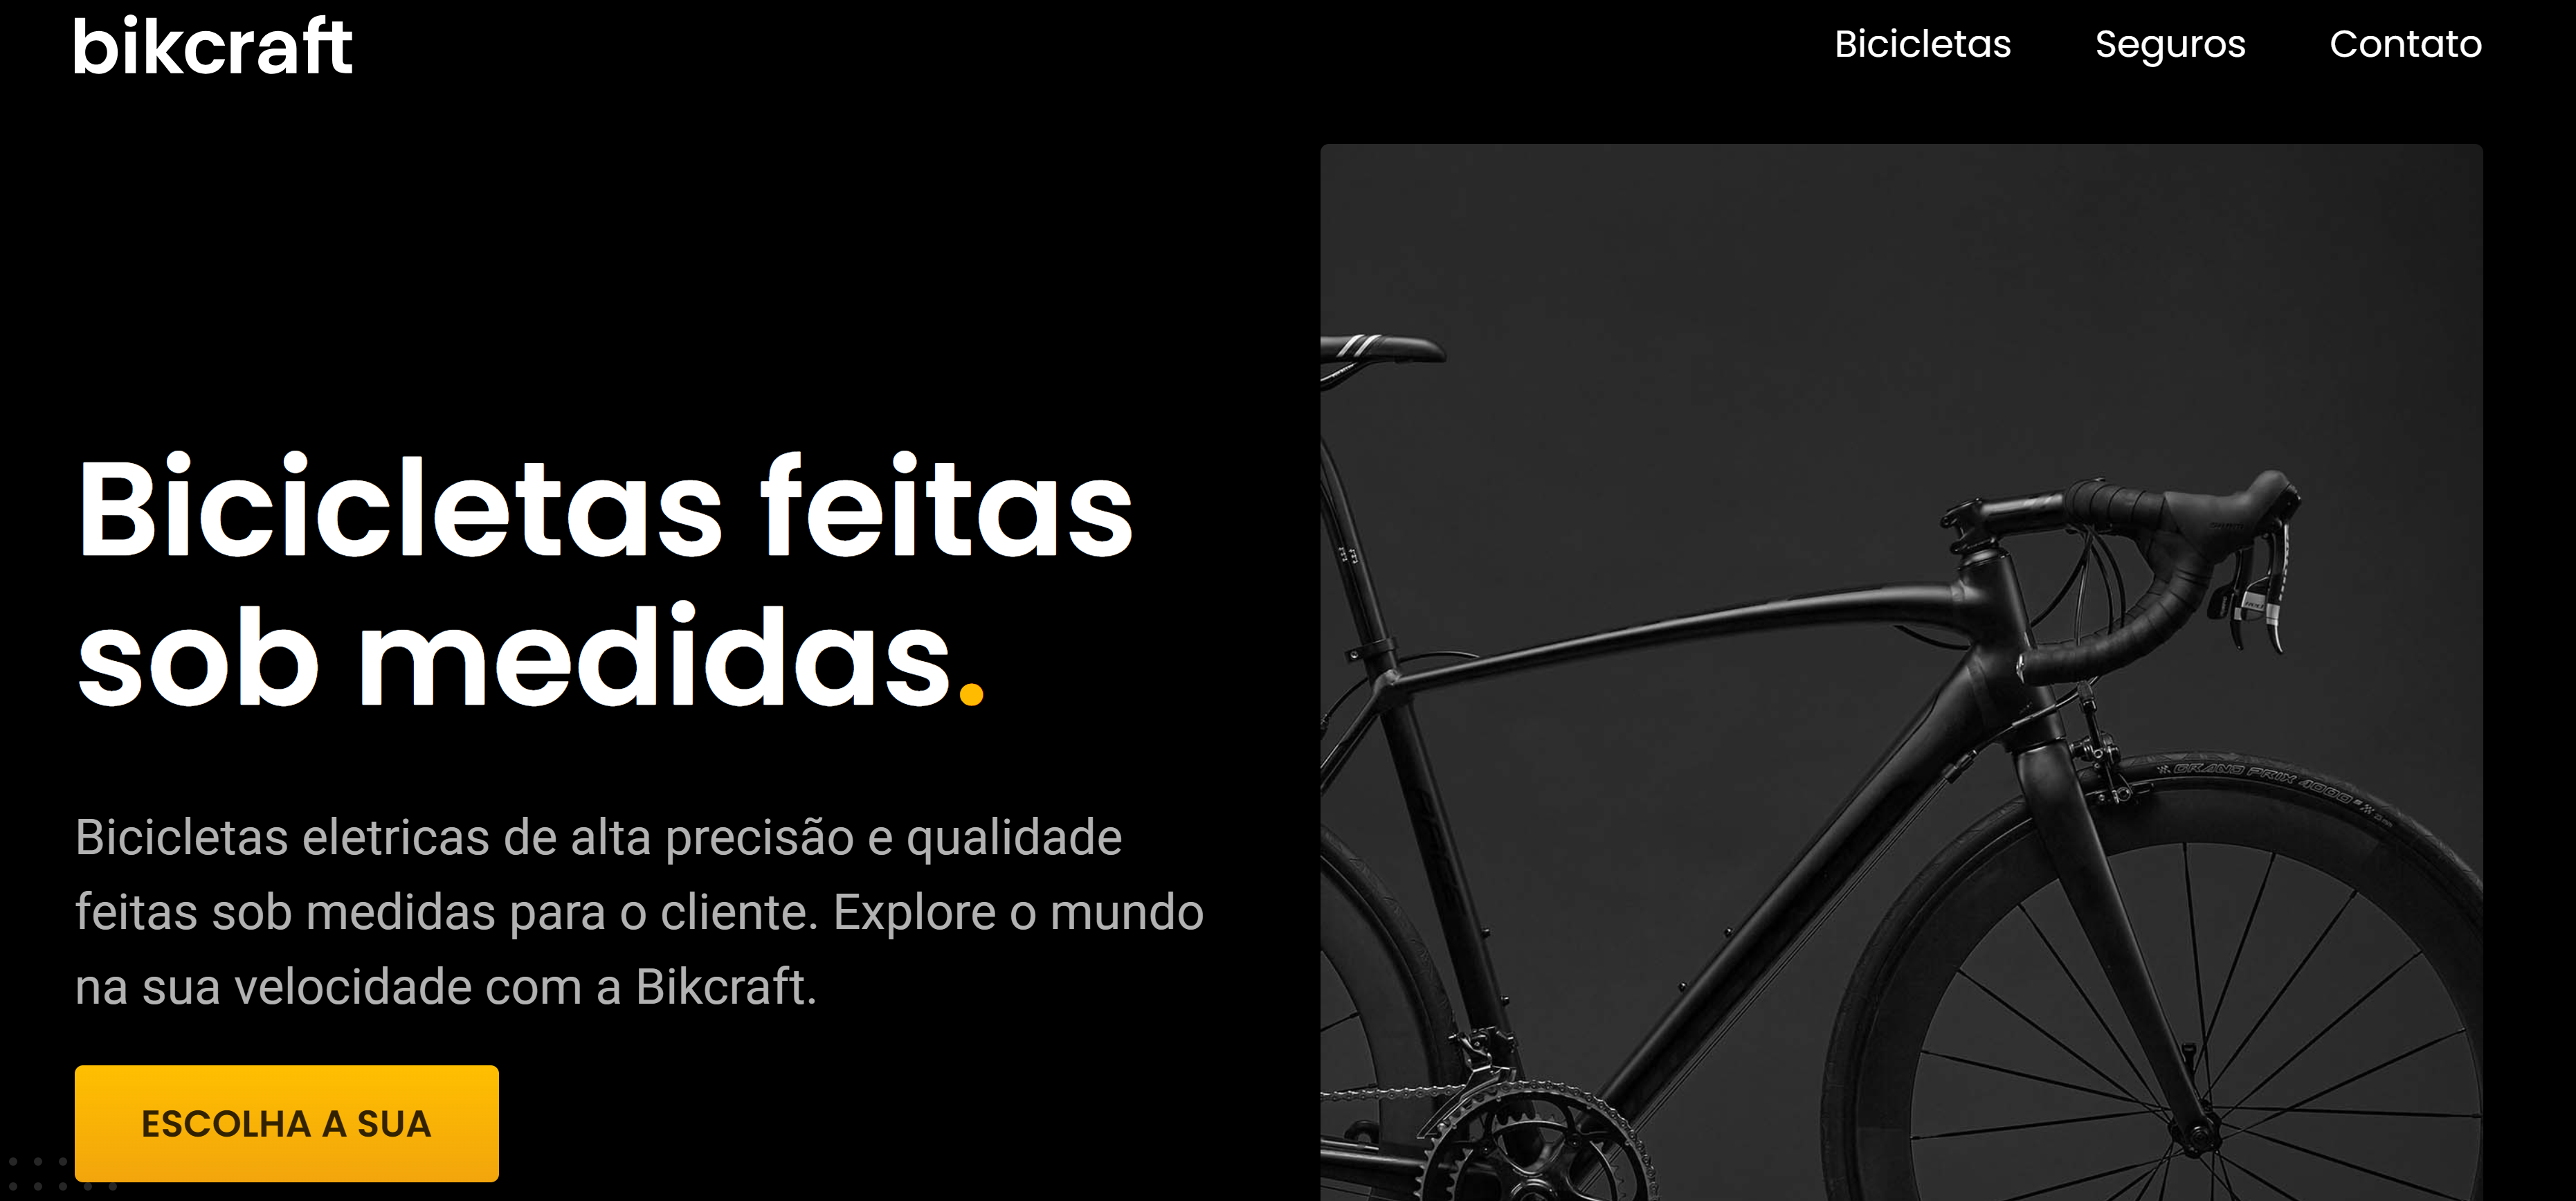 bikcraft
Bicicletas Seguros Contato
Bicicletas feitas
sob medidas.
Bicicletas eletricas de alta precisão e qualidade
feitas sob medidas para o cliente. Explore o mundo
na sua velocidade com a Bikcraft.
ESCOLHA A SUA
GRAND PRIX 4000